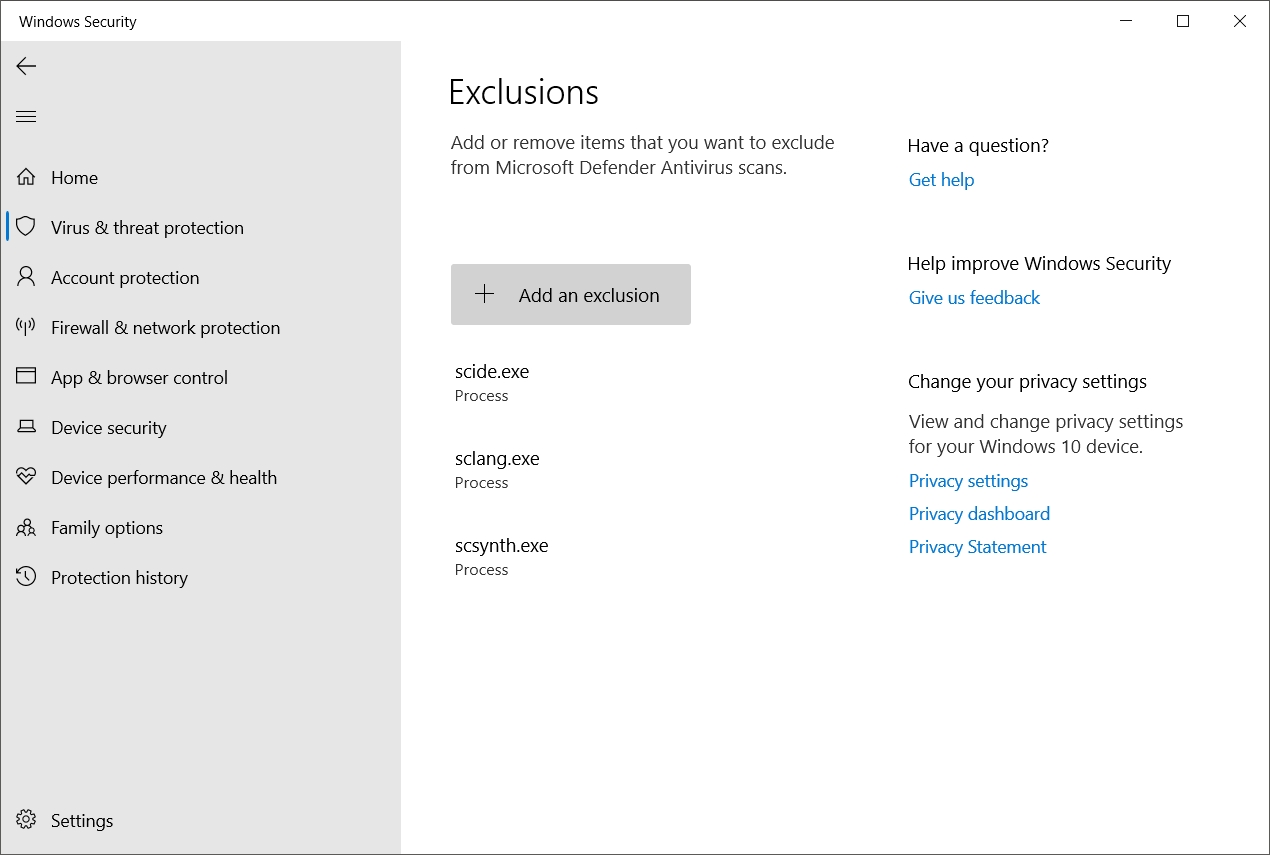 Windows Security
Home
Virus & threat protection
Account protection
Firewall & network protection
App & browser control
Device security
Device performance & health
Family options
Protection history
Settings
Exclusions
Add or remove items that you want to exclude
from Microsoft Defender Antivirus scans.
Add an exclusion
scide.exe
Process
sclang.exe
Process
scsynth.exe
Process
Have a question?
Get help
Help improve Windows Security
Give us feedback
Change your privacy settings
View and change privacy settings
for your Windows 10 device.
Privacy settings
Privacy dashboard
Privacy Statement